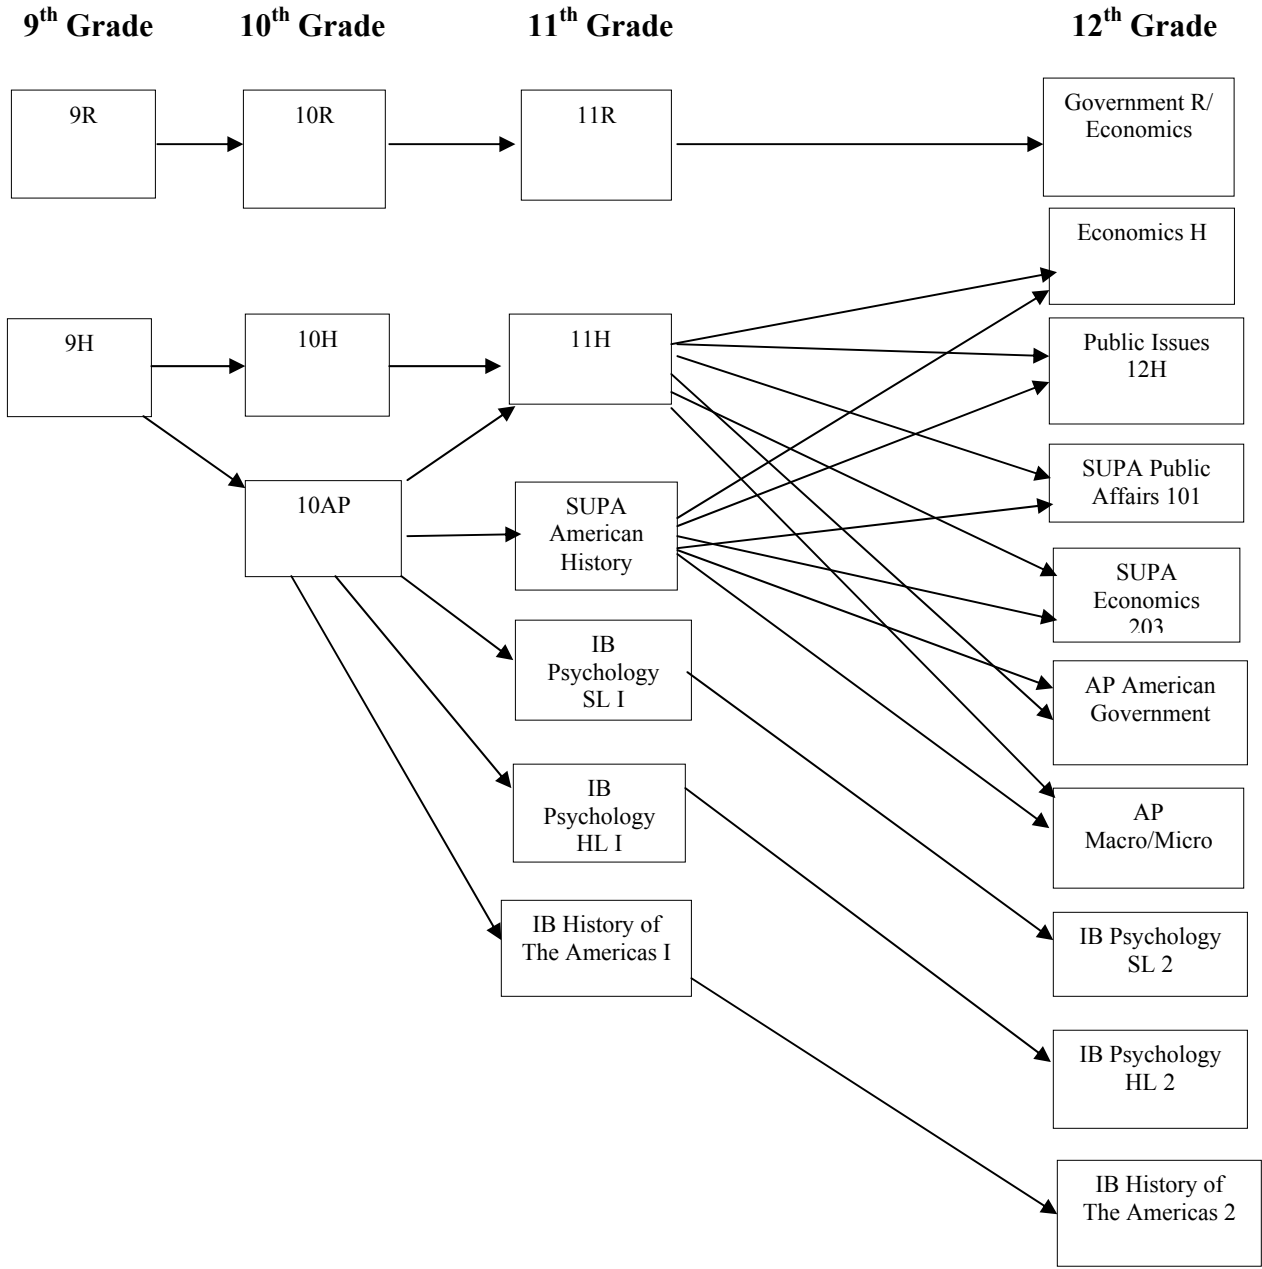 9th Grade 10th Grade 11th Grade 12th Grade
9R
10R
11R
Government R/
Economics
Economics H
9H
10H
11H
Public Issues
12H
10AP
SUPA
American
History
SUPA Public
Affairs 101
SUPA
Economics
203
IB
Psychology
SL I
AP American
Government
IB
Psychology
HL I
AP
Macro/Micro
IB History of
The Americas I
IB Psychology
SL 2
IB Psychology
HL 2
IB History of
The Americas 2